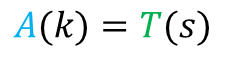 A(k) = T(s)